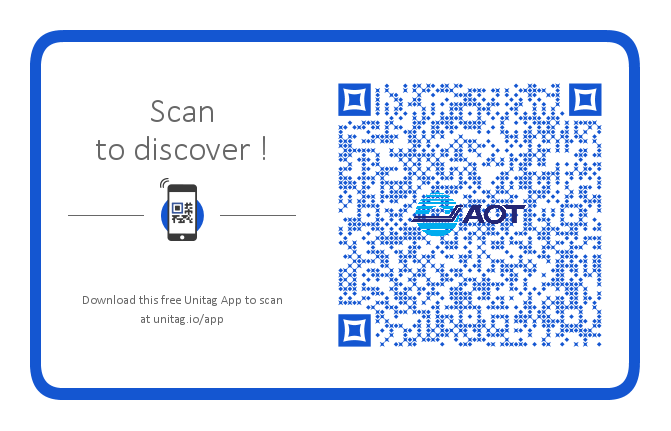 Scan
to discover !
Download this free Unitag App to scan
at unitag.io/app
AOT